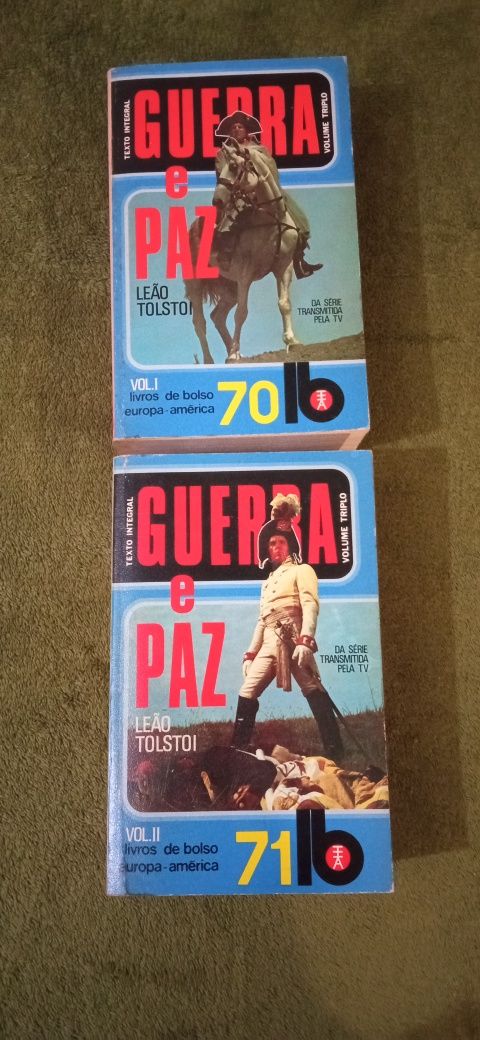 TEXTO INTEGRAL
GUERRA
VOLUME TRIPLO
e
PAZ
LEÃO
TOLSTOI
DA SÉRIE
TRANSMITIDA
PELA TV
VOL.I
livros de bolso
europa-américa
70
lb
TEXTO INTEGRAL
GUERRA
VOLUME TRIPLO
e
PAZ
DA SÉRIE
TRANSMITIDA
PELA TV
LEÃO
TOLSTOI
VOL.II
livros de bolso
europa-américa
71
lb